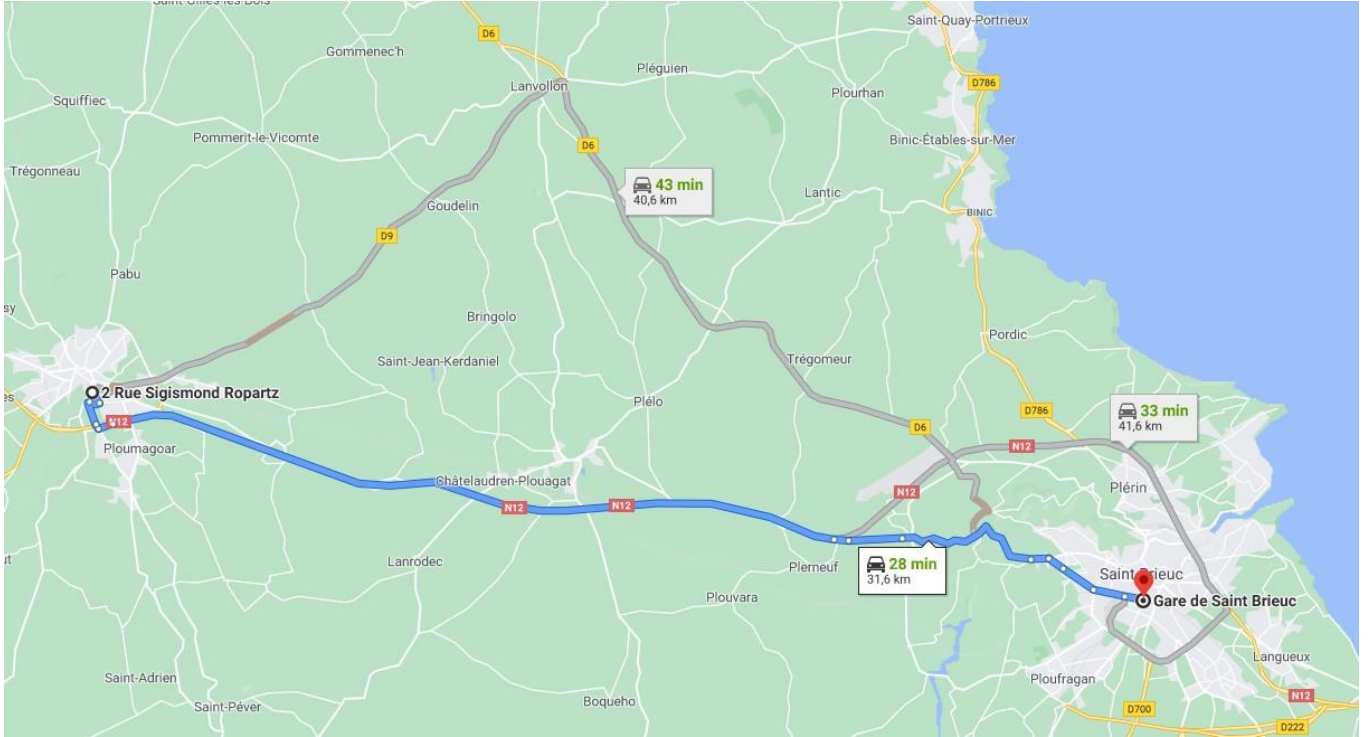 Saint-Quay-Portrieux
D6
Gommenec'h
Pléguien
D786
Lanvollon
Plourhan
Squiffiec
Pommerit-le-Vicomte
D6
Binic-Étables-sur-Mer
Trégonneau
43 min
40,6 km
Lantic
Goudelin
BINIC
D9
Pabu
Bringolo
Pordic
Saint-Jean-Kerdaniel
Trégomeur
2 Rue Sigismond Ropartz
Plélo
D786
33 min
41,6 km
N12
D6
N12
Ploumagoar
Châtelaudren-Plouagat
N12
Plérin
N12
N12
Lanrodec
Plerneuf
28 min
31,6 km
Saint Brieuc
Plouvara
Gare de Saint Brieuc
Langueux
Saint-Adrien
Ploufragan
Boqueho
N12
Saint-Péver
D700
D222